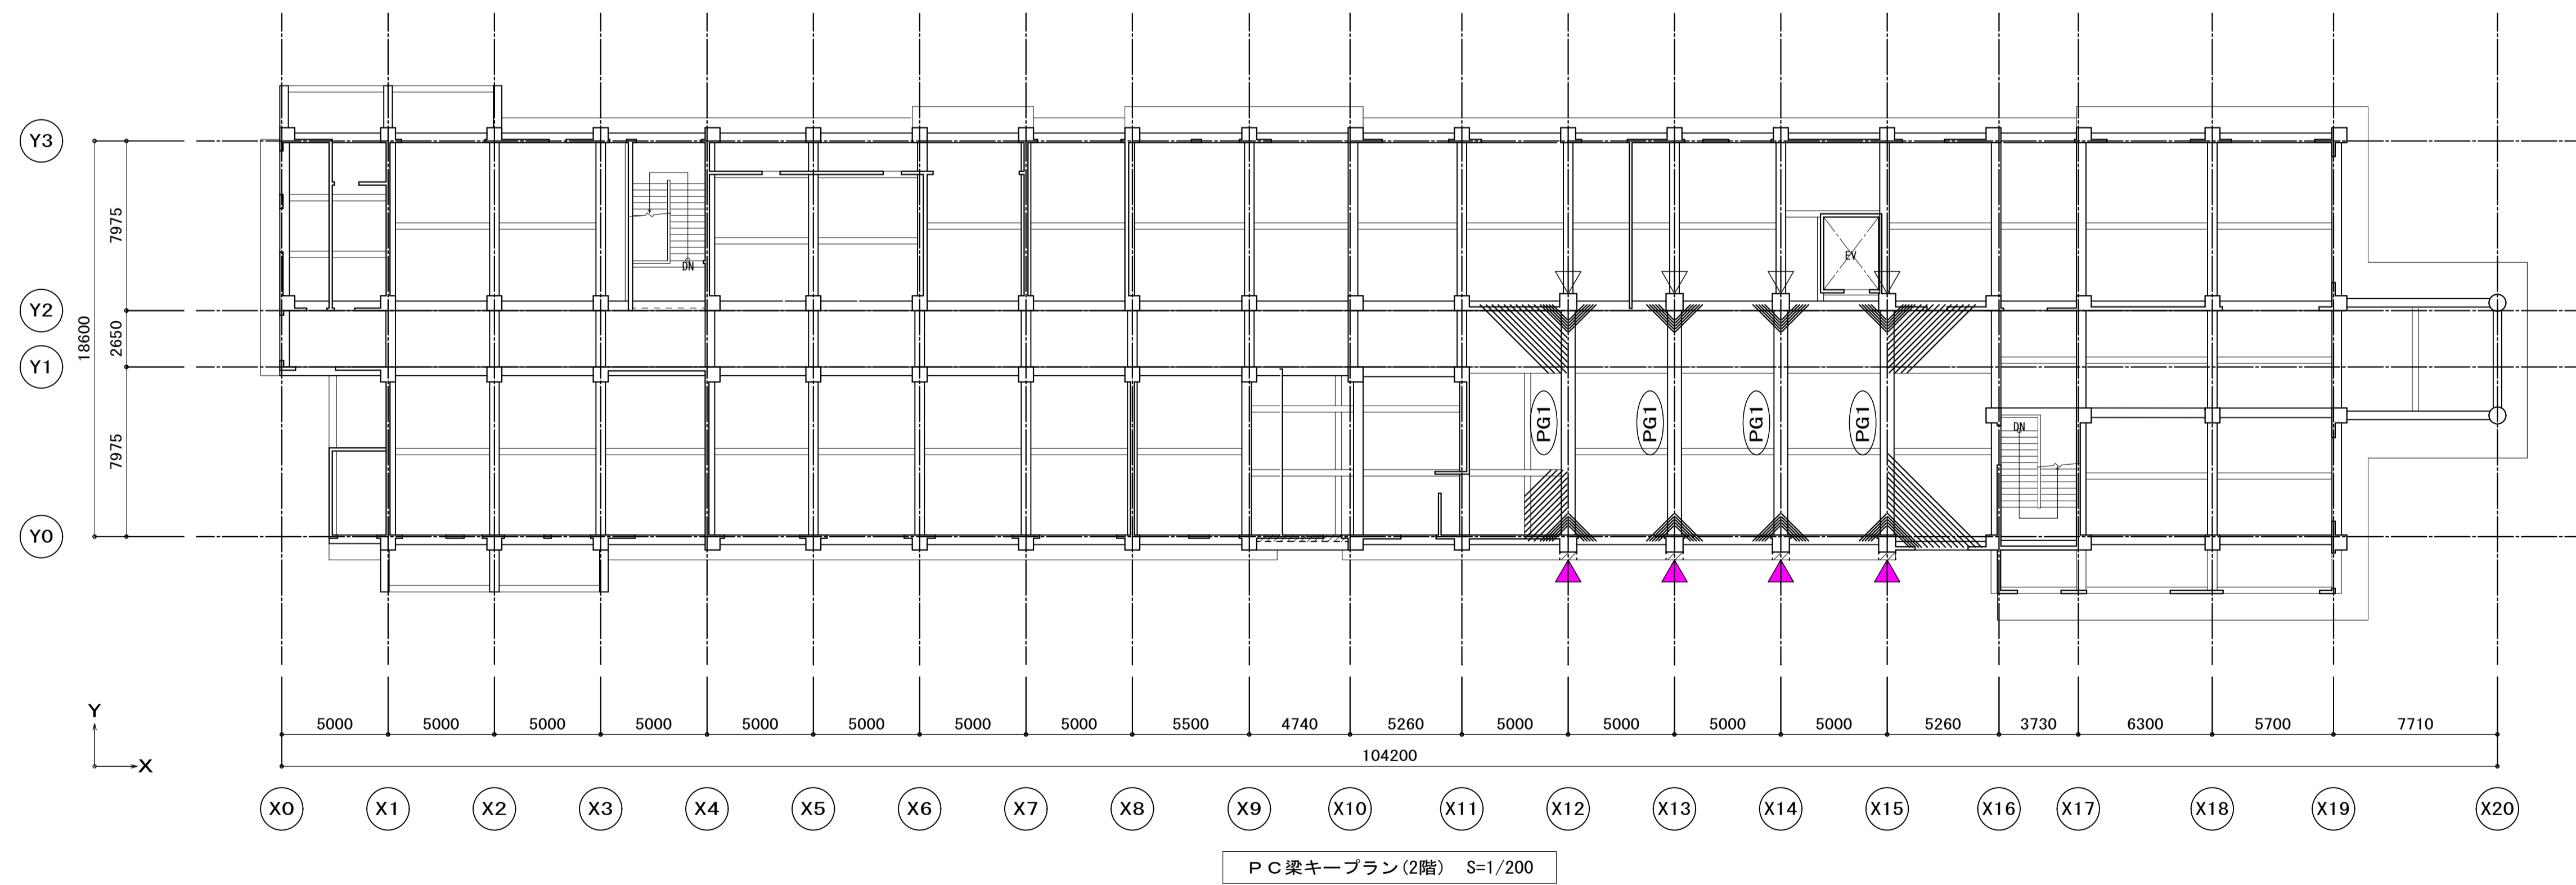 Y3
Y2
Y1
Y0
7975
2650
7975
18600
DN
EV
DN
PG1 PG1 PG1 PG1
Y
X
5000 5000 5000 5000 5000 5000 5000 5000 5500 4740 5260 5000 5000 5000 5000 5260 3730 6300 5700 7710
104200
X0 X1 X2 X3 X4 X5 X6 X7 X8 X9 X10 X11 X12 X13 X14 X15 X16 X17 X18 X19 X20
PC梁キープラン(2階) S=1/200